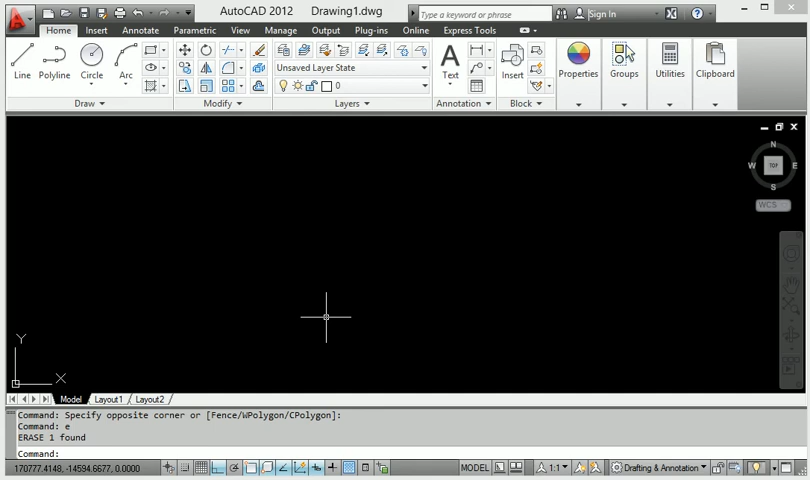 AutoCAD 2012 Drawing1.dwg Type a keyword or phrase Sign In
Home Insert Annotate Parametric View Manage Output Plug-ins Online Express Tools
Unsaved Layer State
0
Line Polyline Circle Arc Text Insert Properties Groups Utilities Clipboard
Draw Modify Layers Annotation Block
N
W TOP E
S
WCS
Y
X
Model Layout1 Layout2
Command: Specify opposite corner or [Fence/WPolygon/CPolygon]:
Command: e
ERASE 1 found
Command:
170777.4148, -14594.6677, 0.0000 MODEL 1:1 Drafting & Annotation